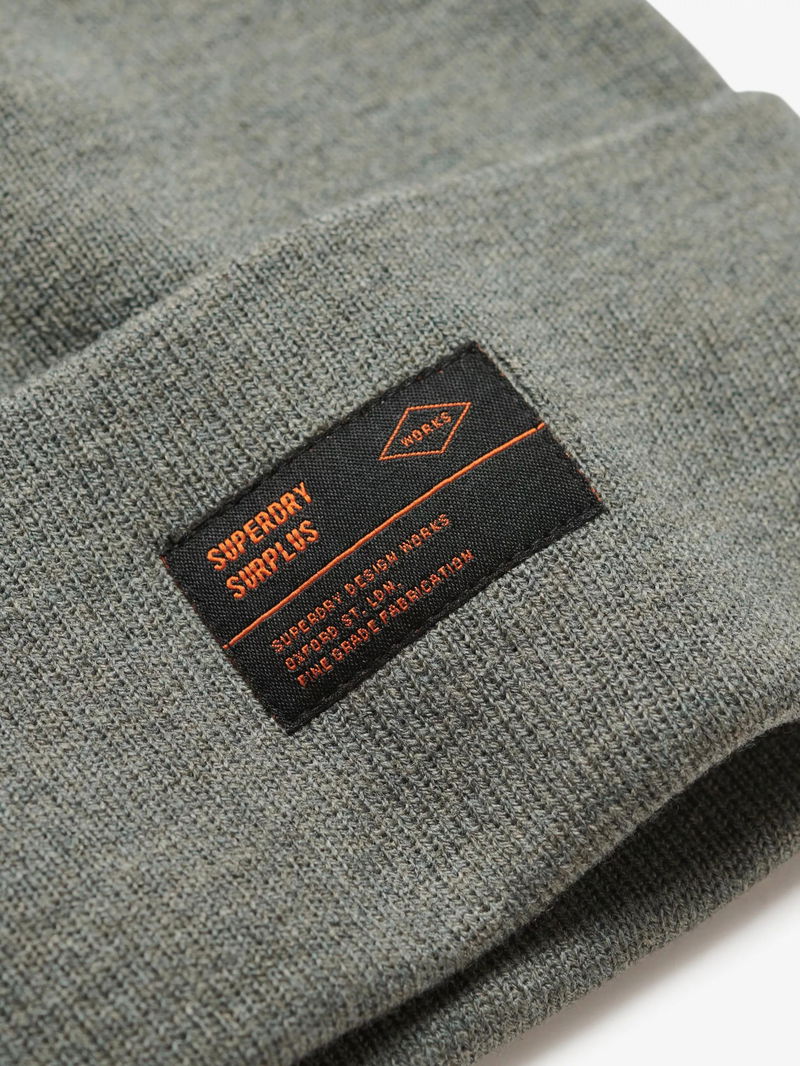 WORKS
SUPERDRY
SURPLUS
SUPERDRY DESIGN WORKS
OXFORD ST. LDN.
FINE GRADE FABRICATION